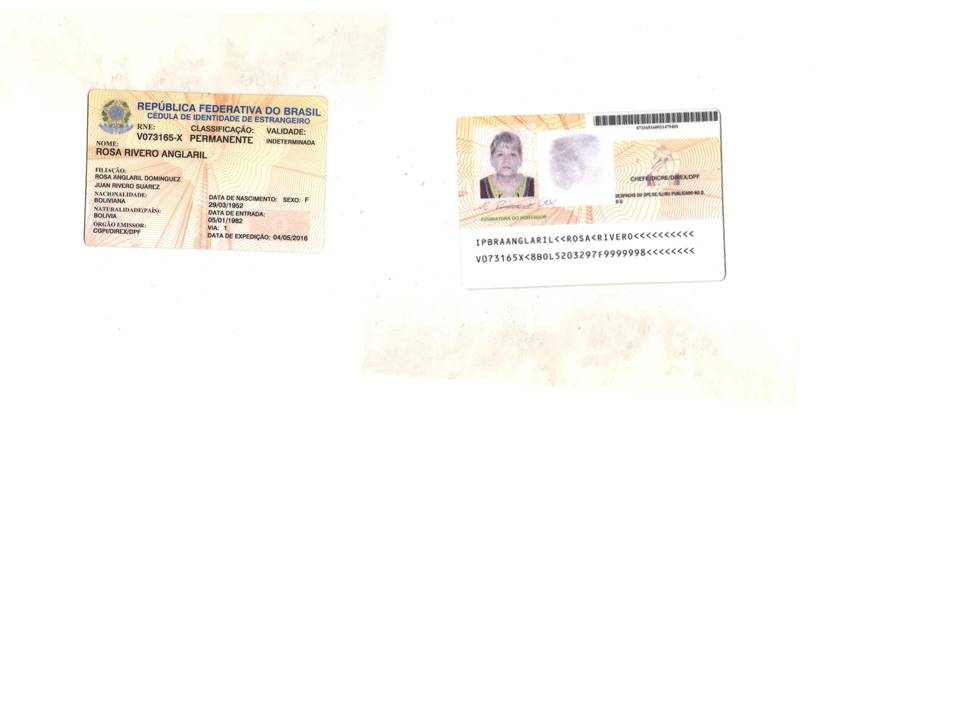 REPÚBLICA FEDERATIVA DO BRASIL
CÉDULA DE IDENTIDADE DE ESTRANGEIRO
RNE: CLASSIFICAÇÃO: VALIDADE:
V073165-X PERMANENTE INDETERMINADA
NOME:
ROSA RIVERO ANGLARIL
FILIAÇÃO:
ROSA ANGLARIL DOMINGUEZ
JUAN RIVERO SUAREZ
NACIONALIDADE:
BOLIVIANA
NATURALIDADE(PAÍS):
BOLIVIA
ÓRGÃO EMISSOR:
CGPI/DIREX/DPF
DATA DE NASCIMENTO: SEXO: F
29/03/1952
DATA DE ENTRADA:
05/01/1982
VIA: 1
DATA DE EXPEDIÇÃO: 04/05/2016
CHEFE/DICRE/DIREX/DPF
ASSINATURA DO PORTADOR
IPBRAANGLARIL<<ROSA<RIVERO<<<<<<<<<<
V073165X<8BOL5203297F9999998<<<<<<<<